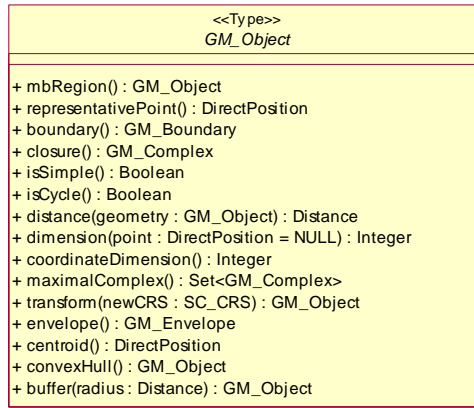 <<Type>>
GM_Object
+ mbRegion() : GM_Object
+ representativePoint() : DirectPosition
+ boundary() : GM_Boundary
+ closure() : GM_Complex
+ isSimple() : Boolean
+ isCycle() : Boolean
+ distance(geometry : GM_Object) : Distance
+ dimension(point : DirectPosition = NULL) : Integer
+ coordinateDimension() : Integer
+ maximalComplex() : Set<GM_Complex>
+ transform(newCRS : SC_CRS) : GM_Object
+ envelope() : GM_Envelope
+ centroid() : DirectPosition
+ convexHull() : GM_Object
+ buffer(radius : Distance) : GM_Object